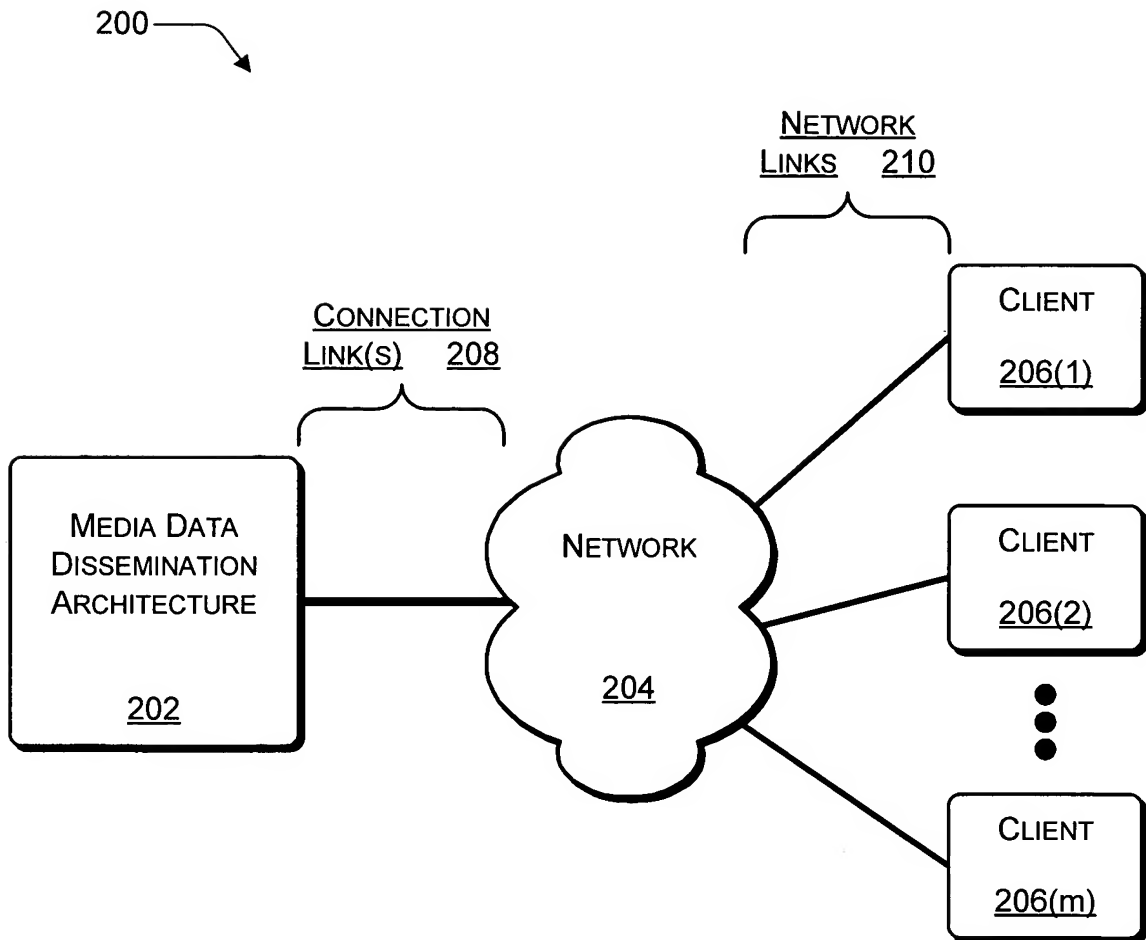 200
NETWORK
LINKS 210
CONNECTION
LINK(S) 208
CLIENT
206(1)
MEDIA DATA
DISSEMINATION
ARCHITECTURE
202
NETWORK
204
CLIENT
206(2)
CLIENT
206(m)